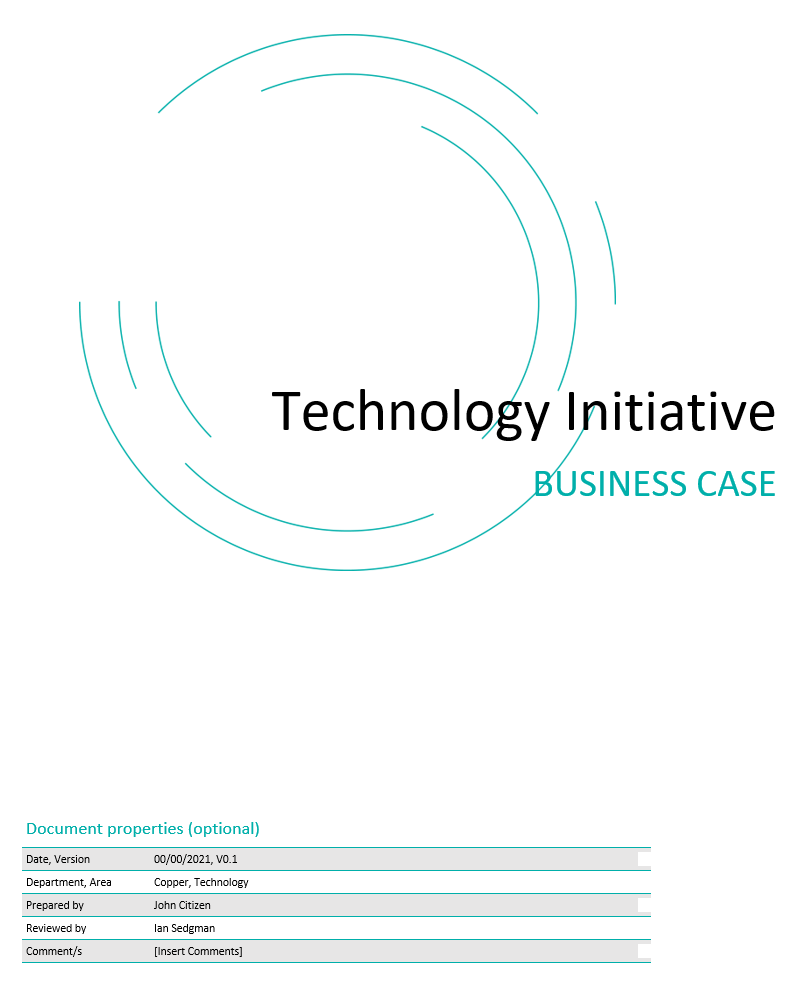 Technology Initiative
BUSINESS CASE
Document properties (optional)
Date, Version 00/00/2021, V0.1
Department, Area Copper, Technology
Prepared by John Citizen
Reviewed by Ian Sedgman
Comment/s [Insert Comments]